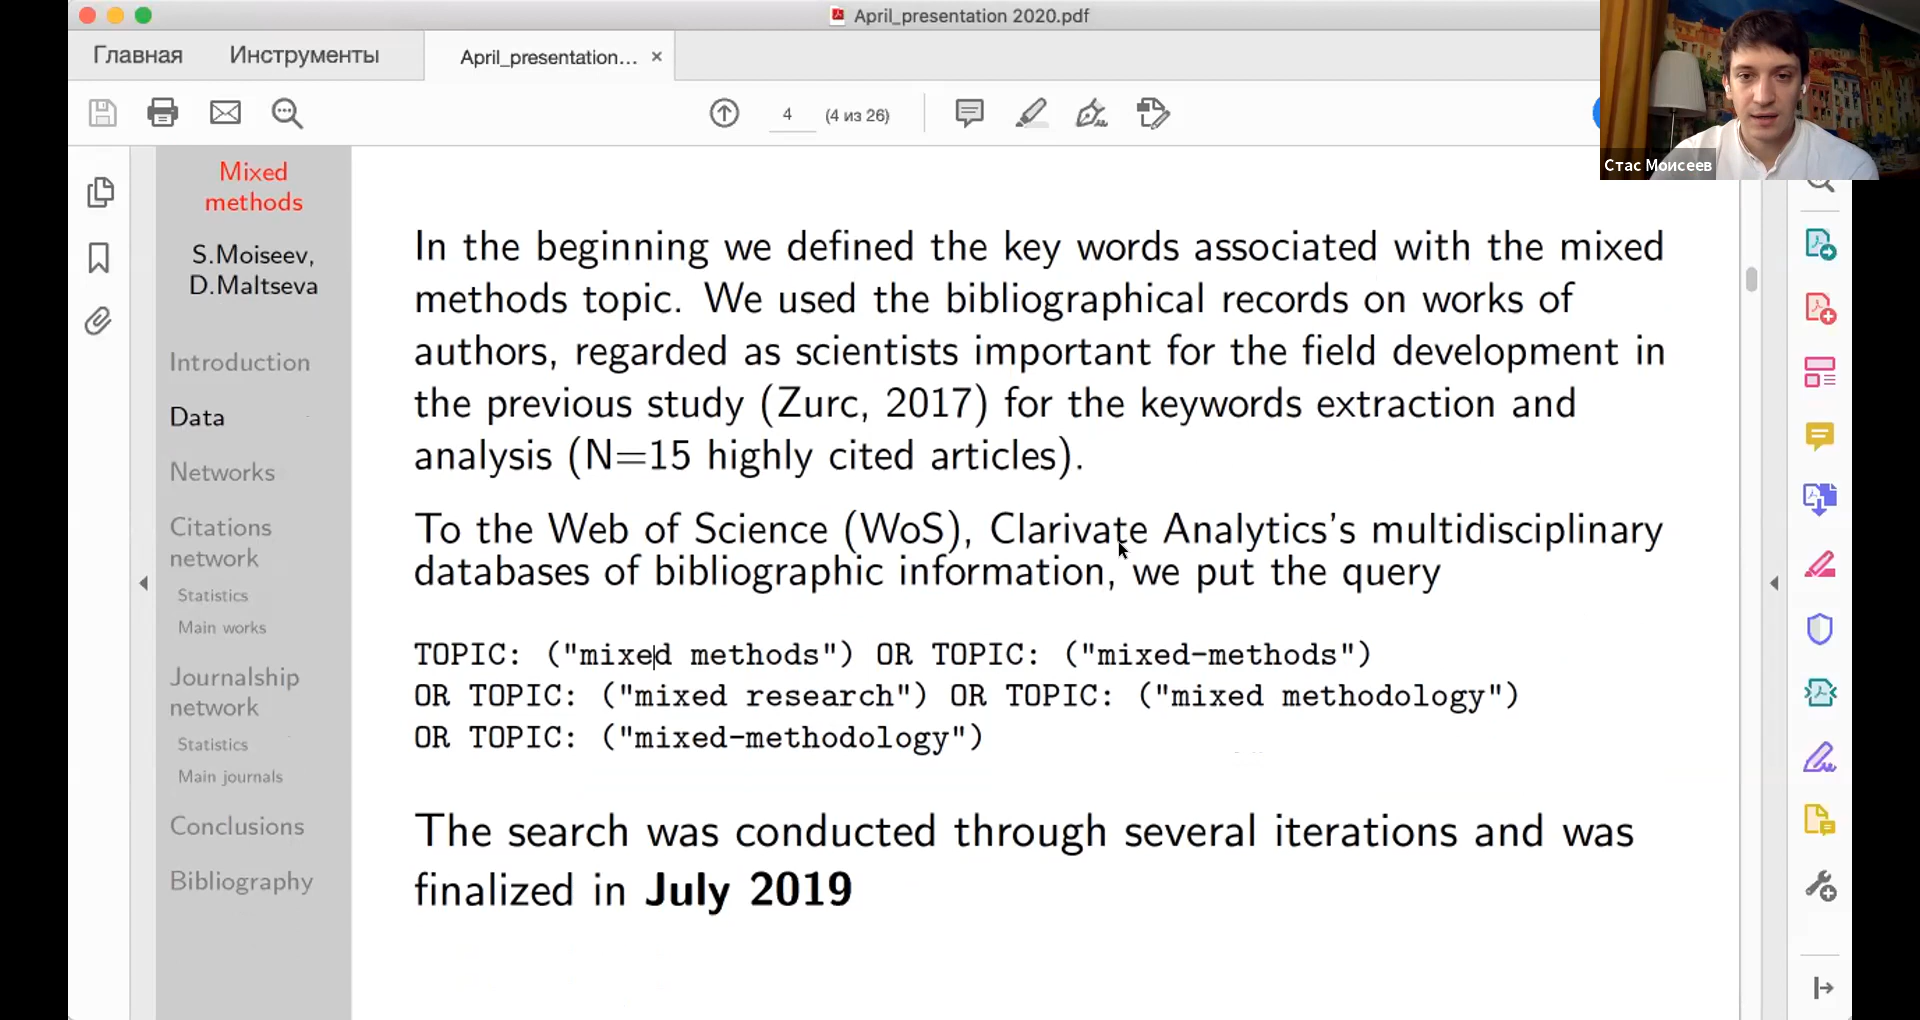 April_presentation 2020.pdf
Главная
Инструменты
April_presentation...
4
(4 из 26)
Стас Моисеев
Mixed
methods
S.Moiseev,
D.Maltseva
Introduction
Data
Networks
Citations
network
Statistics
Main works
Journalship
network
Statistics
Main journals
Conclusions
Bibliography
In the beginning we defined the key words associated with the mixed
methods topic. We used the bibliographical records on works of
authors, regarded as scientists important for the field development in
the previous study (Zurc, 2017) for the keywords extraction and
analysis (N=15 highly cited articles).
To the Web of Science (WoS), Clarivate Analytics's multidisciplinary
databases of bibliographic information, we put the query
TOPIC: ("mixed methods") OR TOPIC: ("mixed-methods")
OR TOPIC: ("mixed research") OR TOPIC: ("mixed methodology")
OR TOPIC: ("mixed-methodology")
The search was conducted through several iterations and was
finalized in July 2019